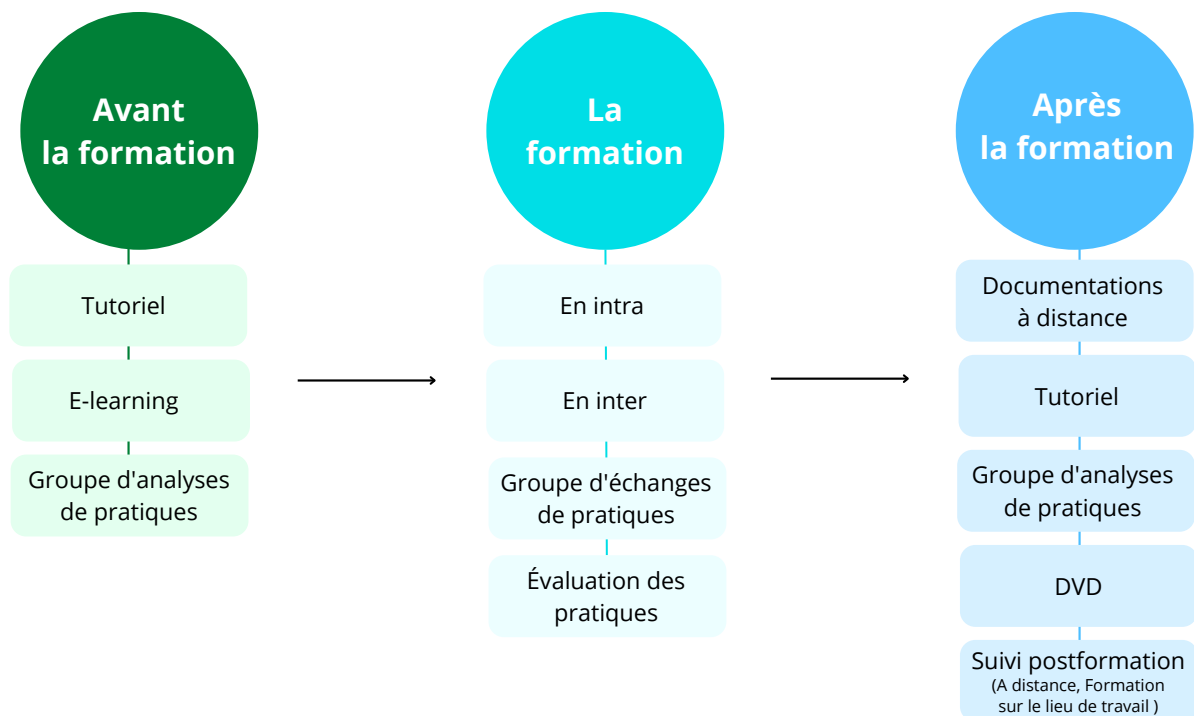 Avant
la formation
Tutoriel
E-learning
Groupe d'analyses
de pratiques
La
formation
En intra
En inter
Groupe d'échanges
de pratiques
Évaluation des
pratiques
Après
la formation
Documentations
à distance
Tutoriel
Groupe d'analyses
de pratiques
DVD
Suivi postformation
(A distance, Formation
sur le lieu de travail )